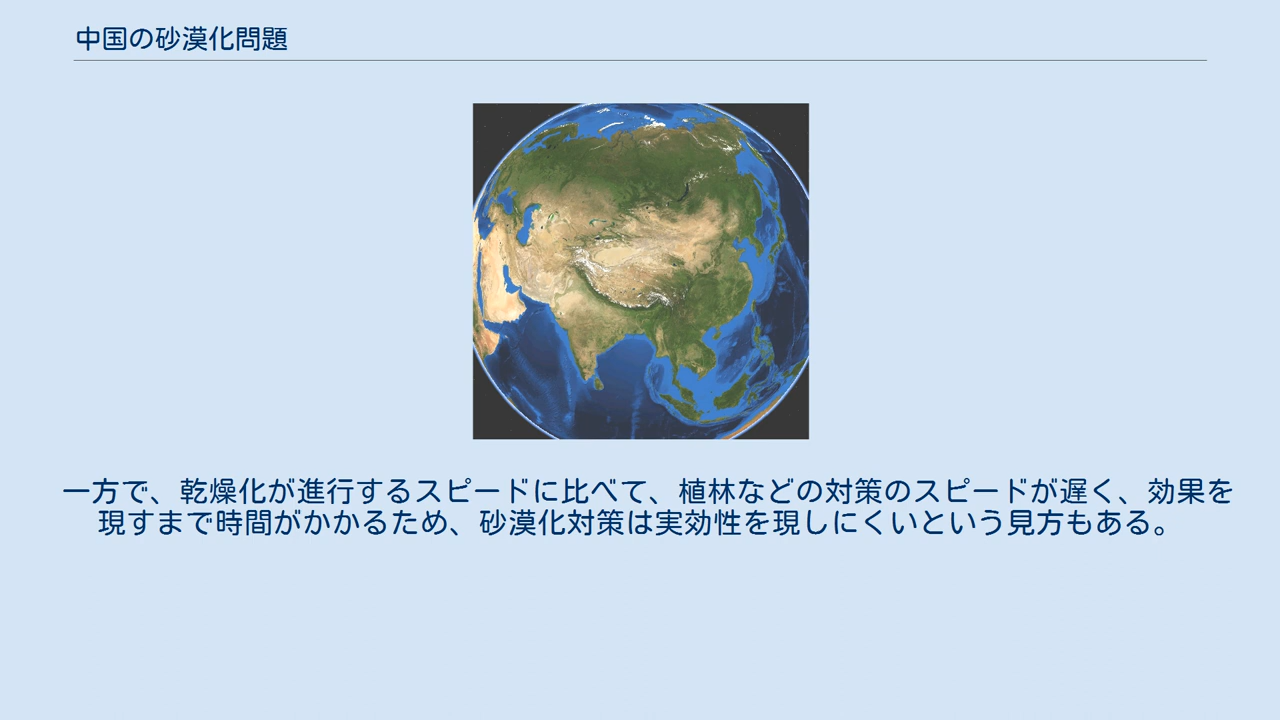 中国の砂漠化問題
一方で、乾燥化が進行するスピードに比べて、植林などの対策のスピードが遅く、効果を
現すまで時間がかかるため、砂漠化対策は実効性を現しにくいという見方もある。